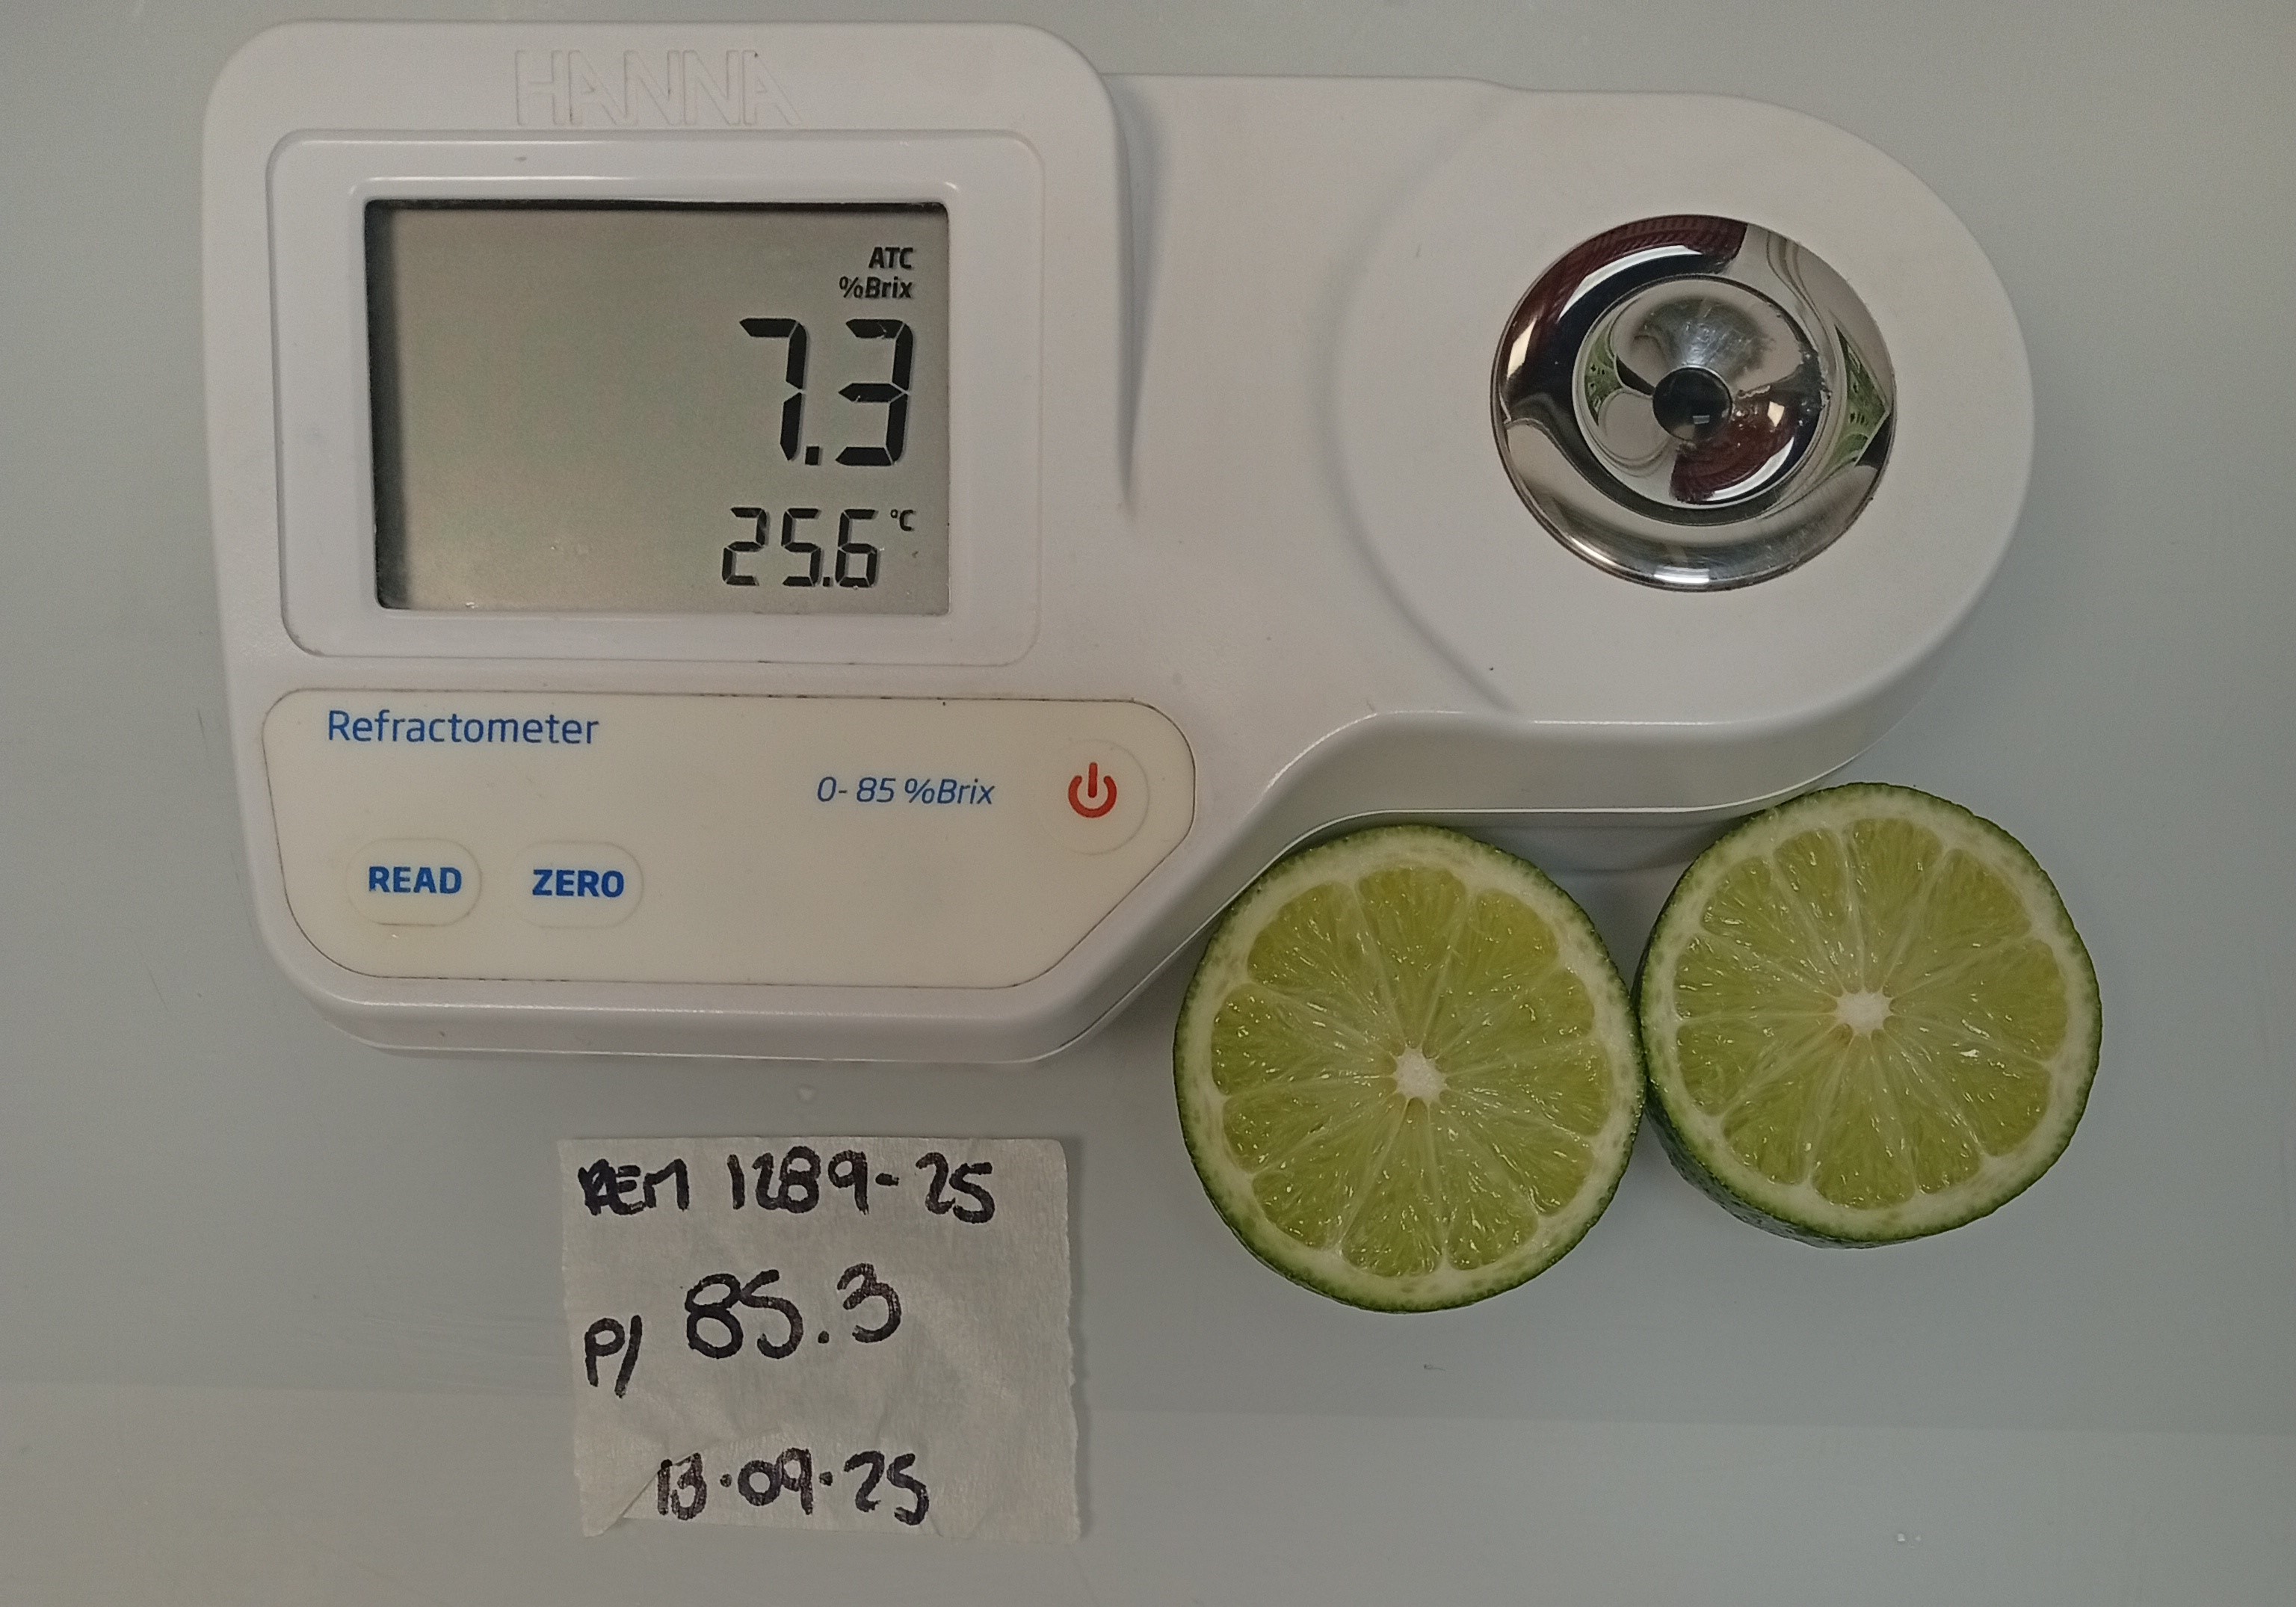 HANNA
ATC
%Brix
7.3
25.6 °C
Refractometer
0-85 %Brix
READ ZERO
REM 1289-25
P/ 85.3
13.09.25